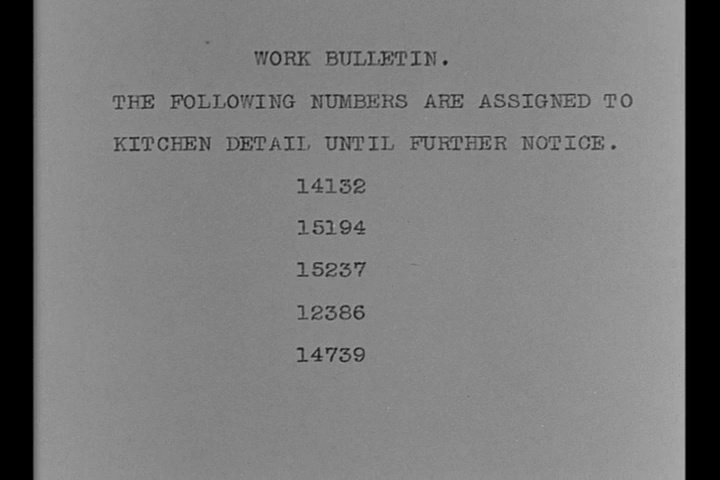 WORK BULLETIN.
THE FOLLOWING NUMBERS ARE ASSIGNED TO
KITCHEN DETAIL UNTIL FURTHER NOTICE.
14132
15194
15237
12386
14739